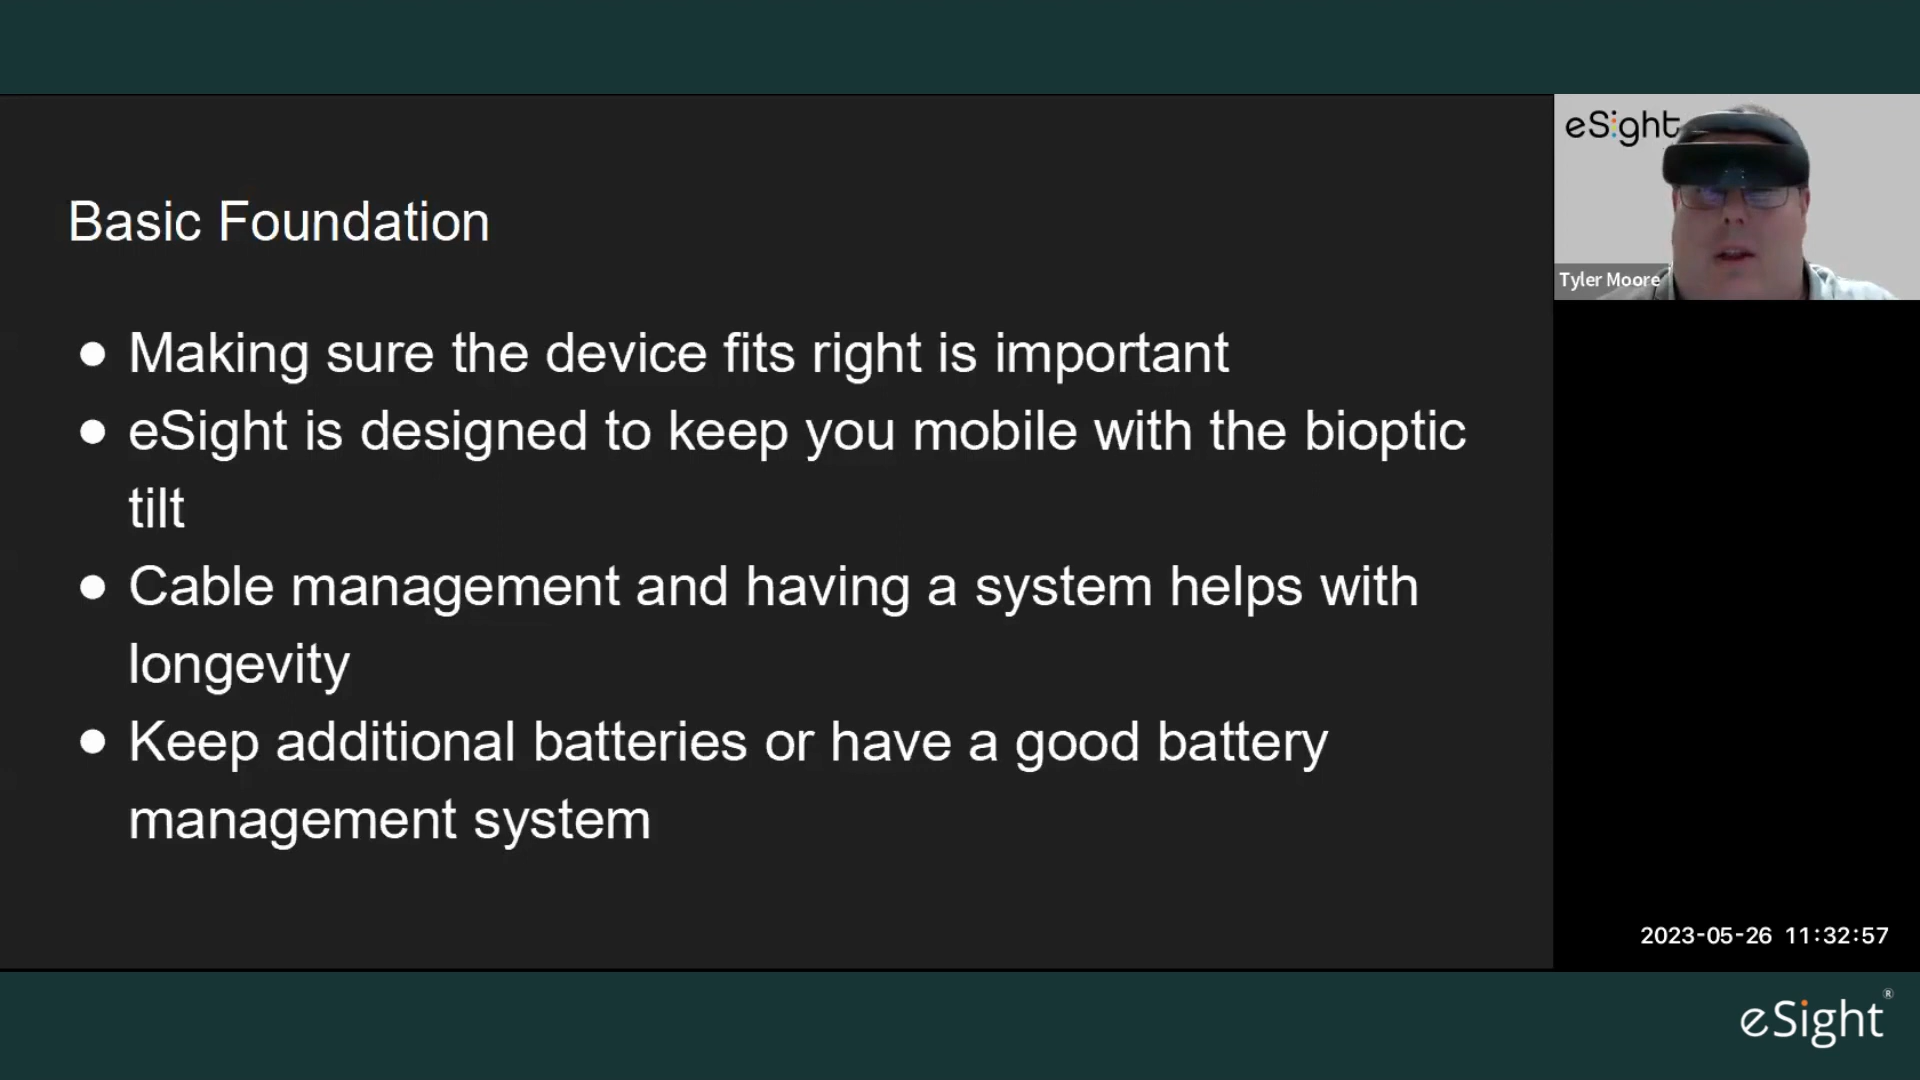 Basic Foundation
● Making sure the device fits right is important
● eSight is designed to keep you mobile with the bioptic
tilt
● Cable management and having a system helps with
longevity
● Keep additional batteries or have a good battery
management system
eSight
Tyler Moore
2023-05-26 11:32:57
eSight®